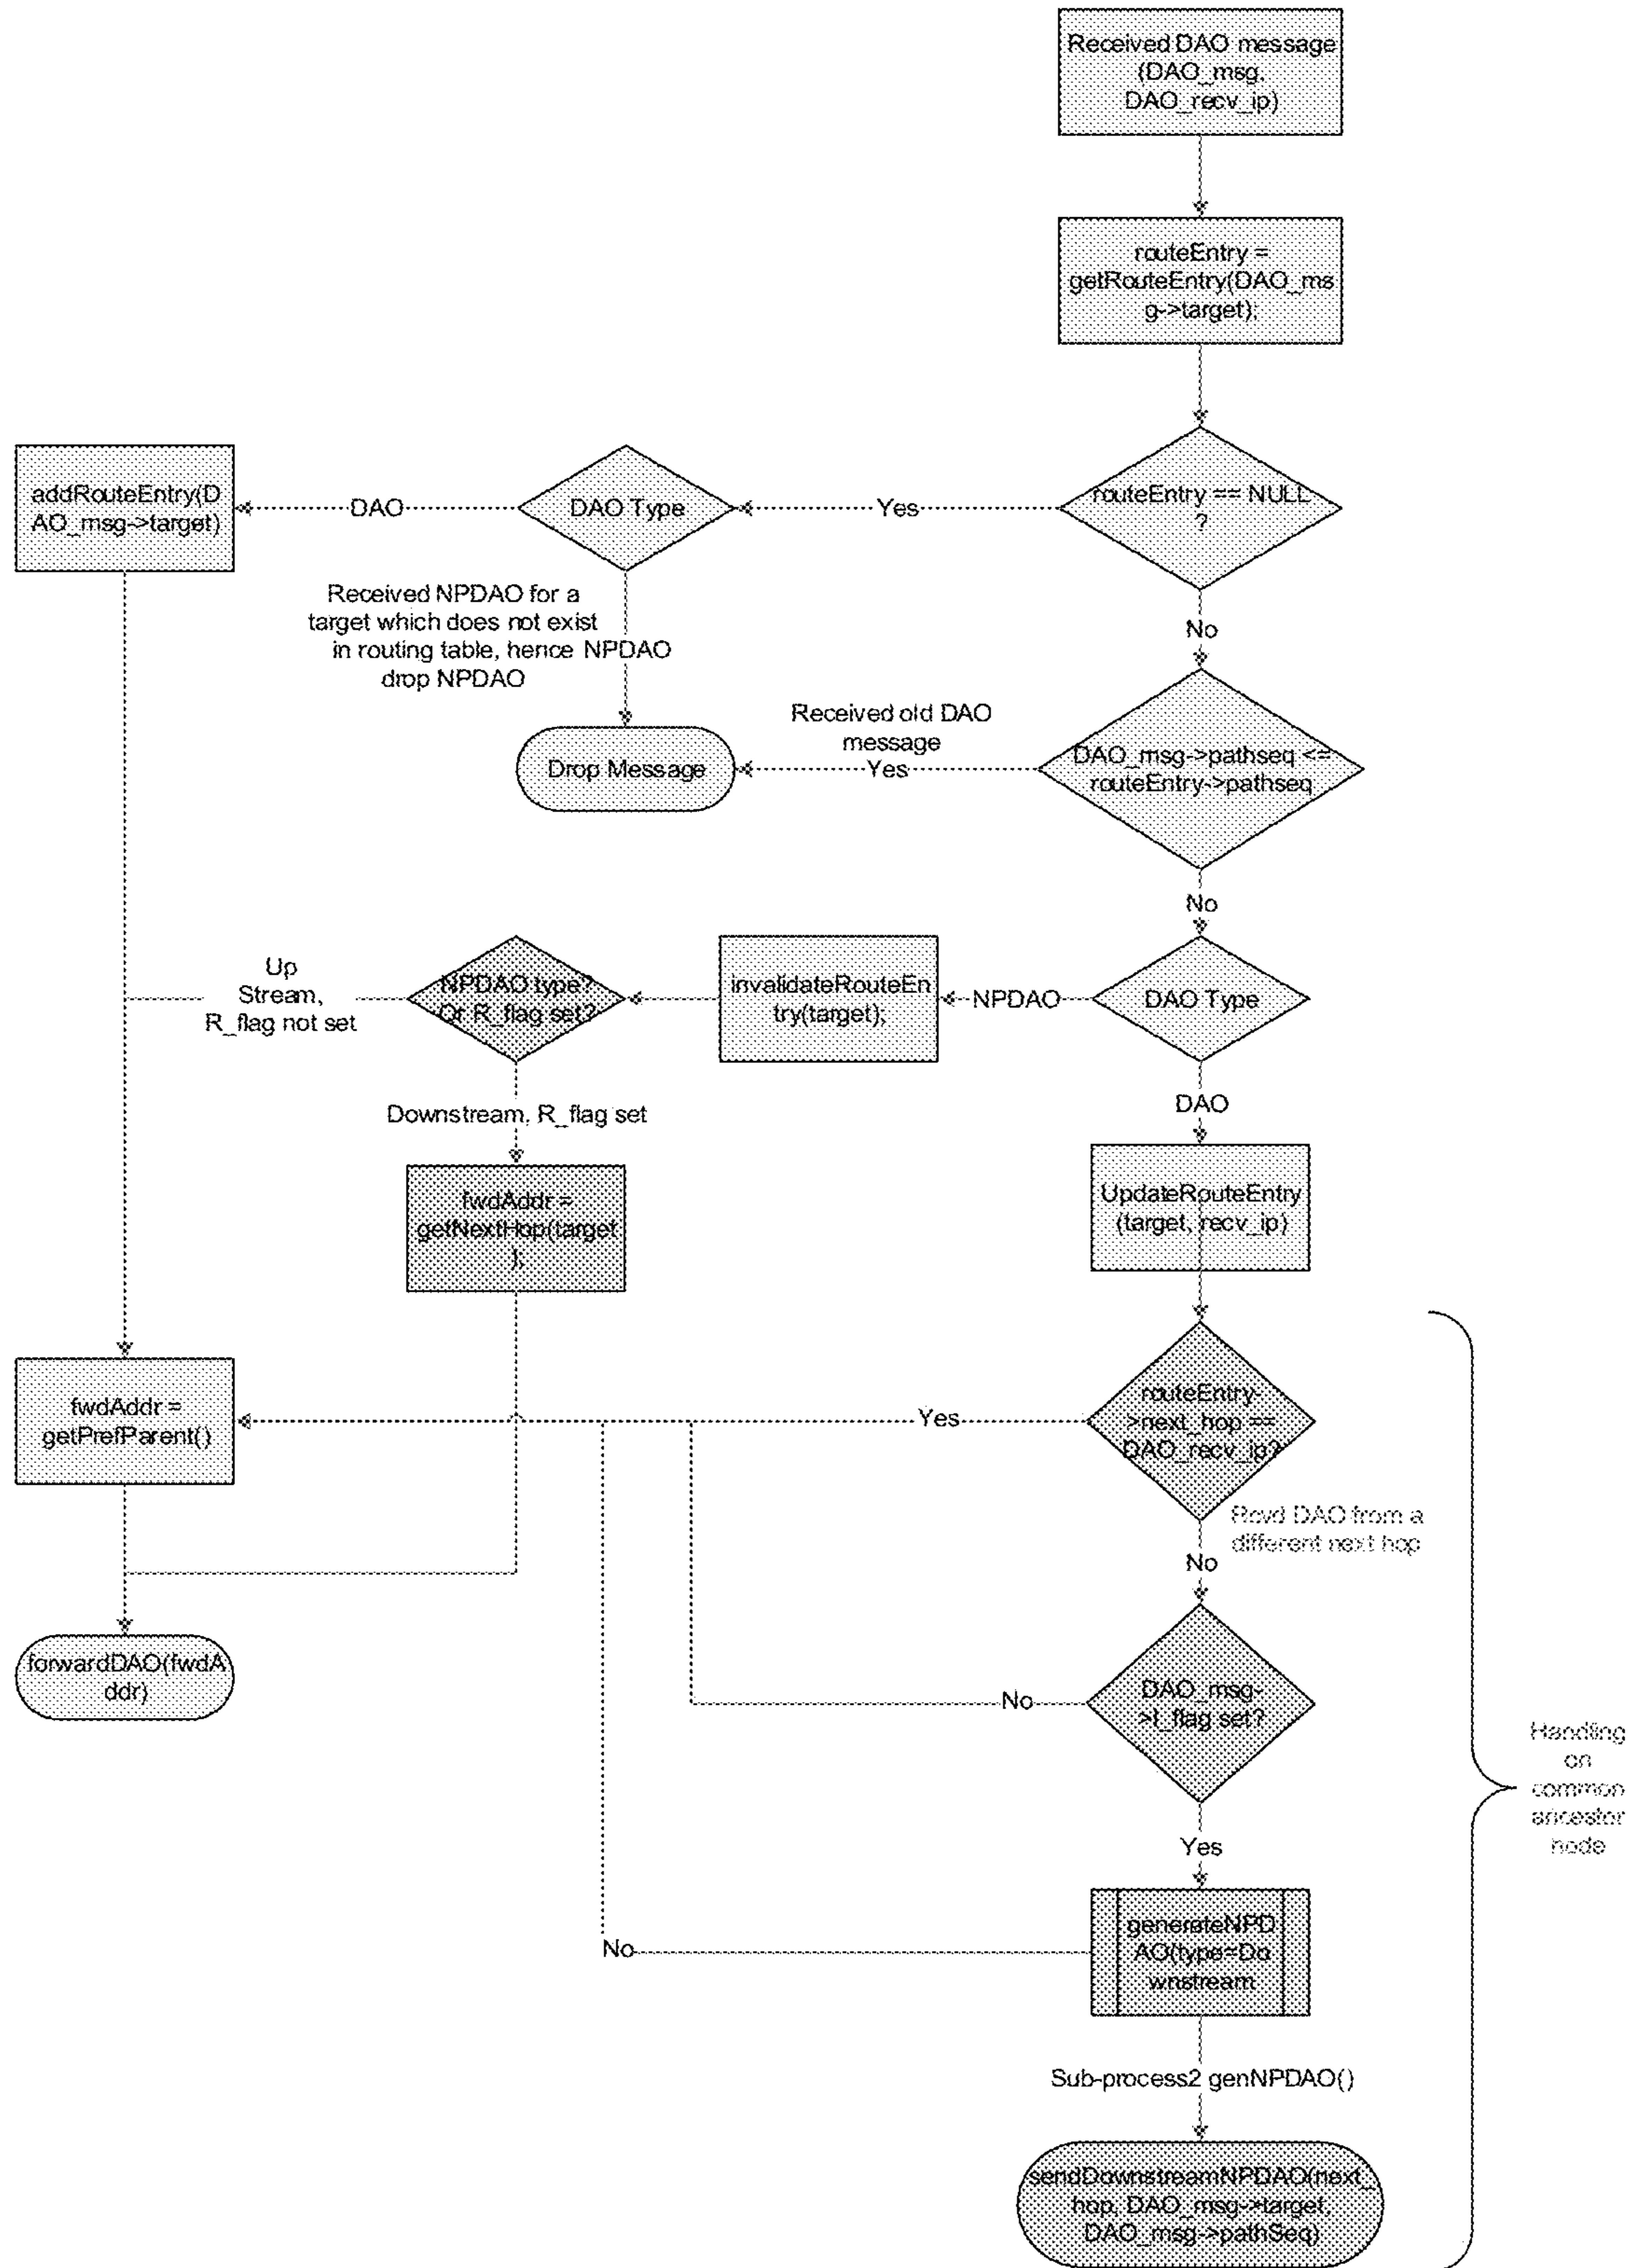 Received DAO message
(DAO_msg,
DAO_recv_ip)
routeEntry =
getRouteEntry(DAO_ms
g->target);
routeEntry == NULL
?
Yes
DAO Type
DAO
addRouteEntry(D
AO_msg->target)
Received NPDAO for a
target which does not exist
in routing table, hence NPDAO
drop NPDAO
No
Received old DAO
message
Yes
Drop Message
DAO_msg->pathseq <=
routeEntry->pathseq
No
DAO Type
NPDAO
invalidateRouteEn
try(target);
NPDAO type?
Or R_flag set?
Up
Stream,
R_flag not set
Downstream, R_flag set
fwdAddr =
getNextHop(target
);
DAO
UpdateRouteEntry
(target, recv_ip)
routeEntry-
>next_hop ==
DAO_recv_ip?
Yes
fwdAddr =
getPrefParent()
Rcvd DAO from a
different next hop
No
forwardDAO(fwdA
ddr)
DAO_msg-
>I_flag set?
No
Handling
on
common
ancestor
node
Yes
generateNPD
AO(type=Do
wnstream
No
Sub-process2 genNPDAO()
sendDownstreamNPDAO(next_
hop, DAO_msg->target,
DAO_msg->pathSeq)